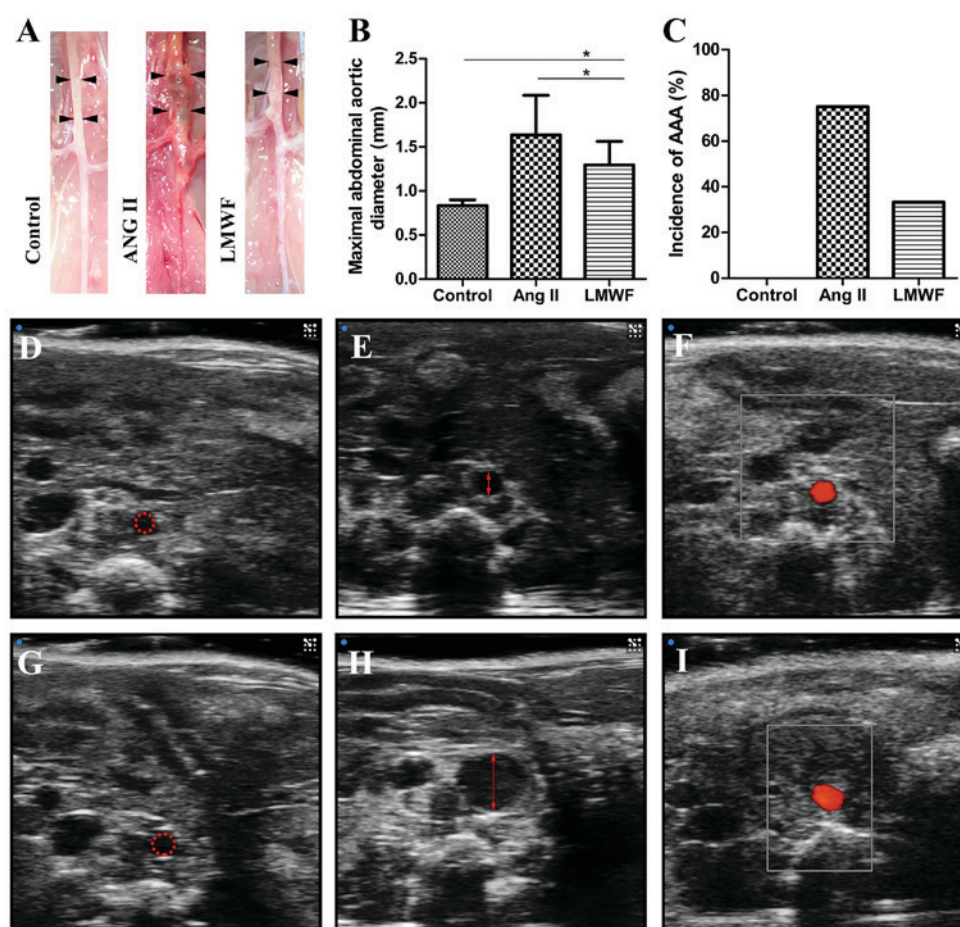 A
Control
ANG II
LMWF
B
Maximal abdominal aortic
diameter (mm)
2.5
2.0
1.5
1.0
0.5
0.0
*
*
Control
Ang II
LMWF
C
Incidence of AAA (%)
100
80
60
40
20
0
Control
Ang II
LMWF
D
E
F
G
H
I